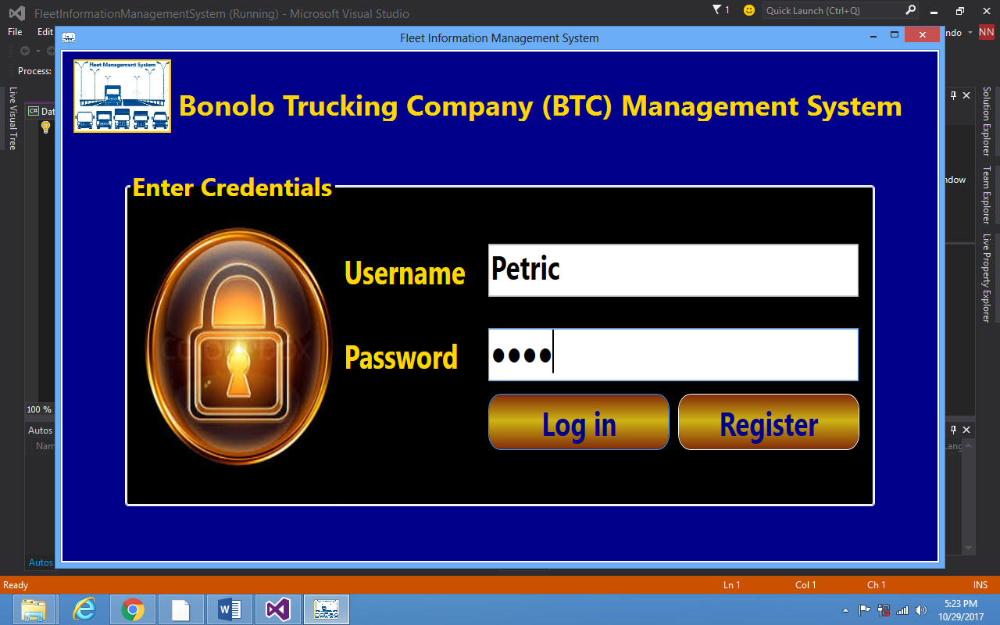 FleetInformationManagementSystem (Running) - Microsoft Visual Studio
1
Quick Launch (Ctrl+Q)
File Edit
ndo NN
Fleet Information Management System
Process:
Live Visual Tree
C# Dat
Fleet Management System
Bonolo Trucking Company (BTC) Management System
Solution Explorer
Team Explorer
Live Property Explorer
ndow
Enter Credentials
Username Petric
Password ●●●●
Log in Register
100 %
Autos
Nam
Lang
Autos
Ready Ln 1 Col 1 Ch 1 INS
5:23 PM
10/29/2017